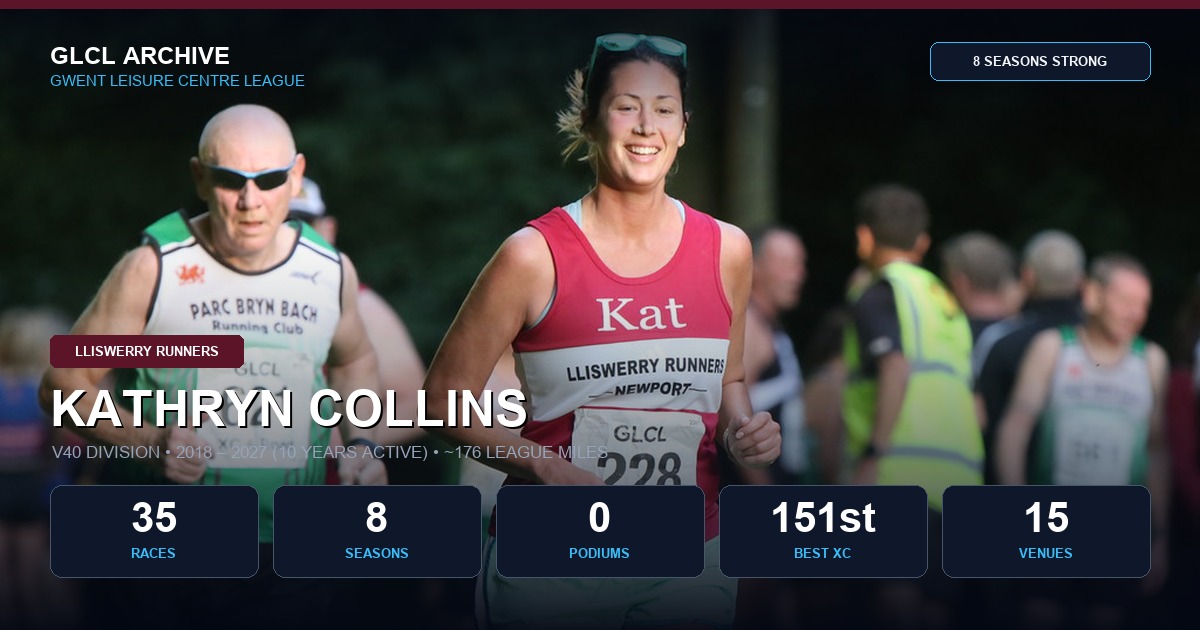 GLCL ARCHIVE
GWENT LEISURE CENTRE LEAGUE
8 SEASONS STRONG
PARC BRYN BACH
Running Club
GLCL
Kat
LLISWERRY RUNNERS
NEWPORT
GLCL
228
LLISWERRY RUNNERS
KATHRYN COLLINS
V40 DIVISION • 2018 – 2027 (10 YEARS ACTIVE) • ~176 LEAGUE MILES
35
RACES
8
SEASONS
0
PODIUMS
151st
BEST XC
15
VENUES